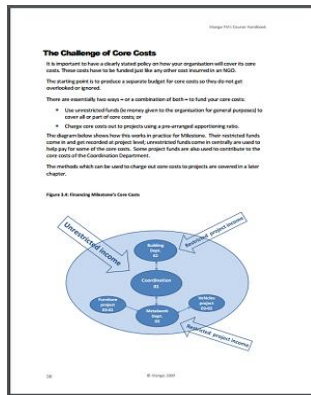 Mango FM1 Course Handbook
The Challenge of Core Costs
It is important to have a clearly stated policy on how your organisation will cover its core
costs. These costs have to be funded just like any other cost incurred in an NGO.
The starting point is to produce a separate budget for core costs so they do not get
overlooked or ignored.
There are essentially two ways – or a combination of both – to fund your core costs:
• Use unrestricted funds (ie money given to the organisation for general purposes) to
cover all or part of core costs; or
• Charge core costs out to projects using a pre-arranged apportioning ratio.
The diagram below shows how this works in practice for Milestone. Their restricted funds
come in and get recorded at project level; unrestricted funds come in centrally are used to
help pay for some of the core costs. Some project funds are also used to contribute to the
core costs of the Coordination Department.
The methods which can be used to charge out core costs to projects are covered in a later
chapter.
Figure 3.4: Financing Milestone's Core Costs
Unrestricted income
Restricted project income
Building
Dept.
02
Coordination
01
Furniture
project
03-01
Metalwork
Dept.
03
Vehicles
project
03-02
Restricted project income
© Mango 2009